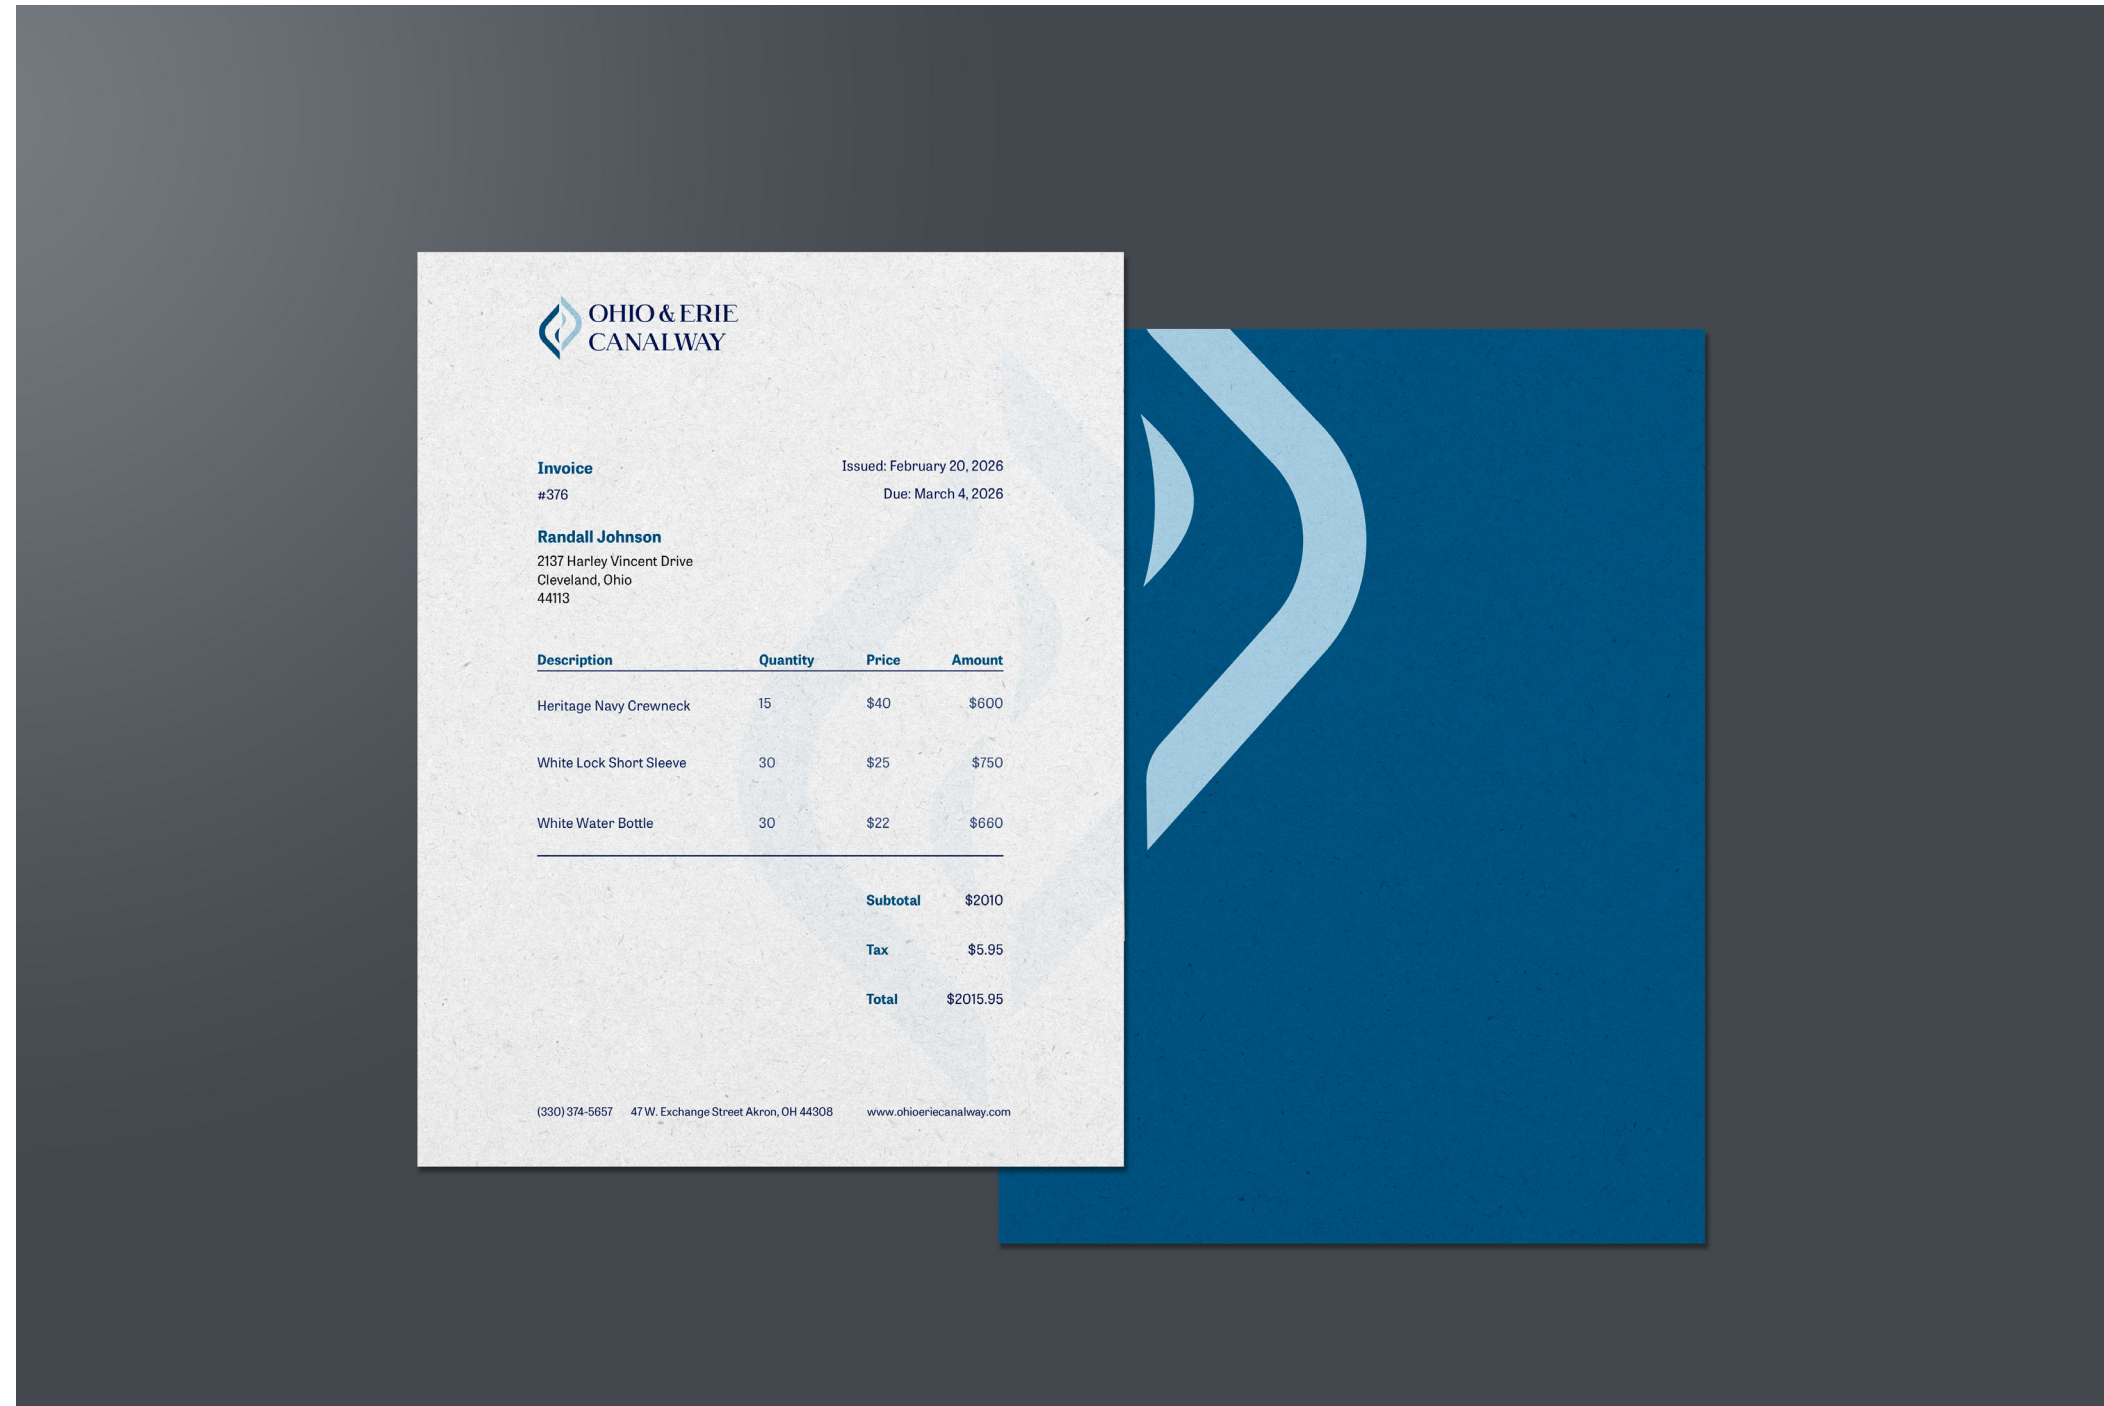 OHIO & ERIE
CANALWAY
Invoice
#376
Issued: February 20, 2026
Due: March 4, 2026
Randall Johnson
2137 Harley Vincent Drive
Cleveland, Ohio
44113
Description Quantity Price Amount
Heritage Navy Crewneck 15 $40 $600
White Lock Short Sleeve 30 $25 $750
White Water Bottle 30 $22 $660
Subtotal $2010
Tax $5.95
Total $2015.95
(330) 374-5657 47 W. Exchange Street Akron, OH 44308 www.ohioeriecanalway.com